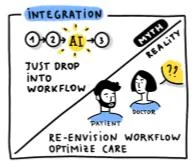 INTEGRATION
1 → 2 → AI → 3
JUST DROP
INTO
WORKFLOW
MYTH
REALITY
??
PATIENT
DOCTOR
RE-ENVISION WORKFLOW
OPTIMIZE CARE